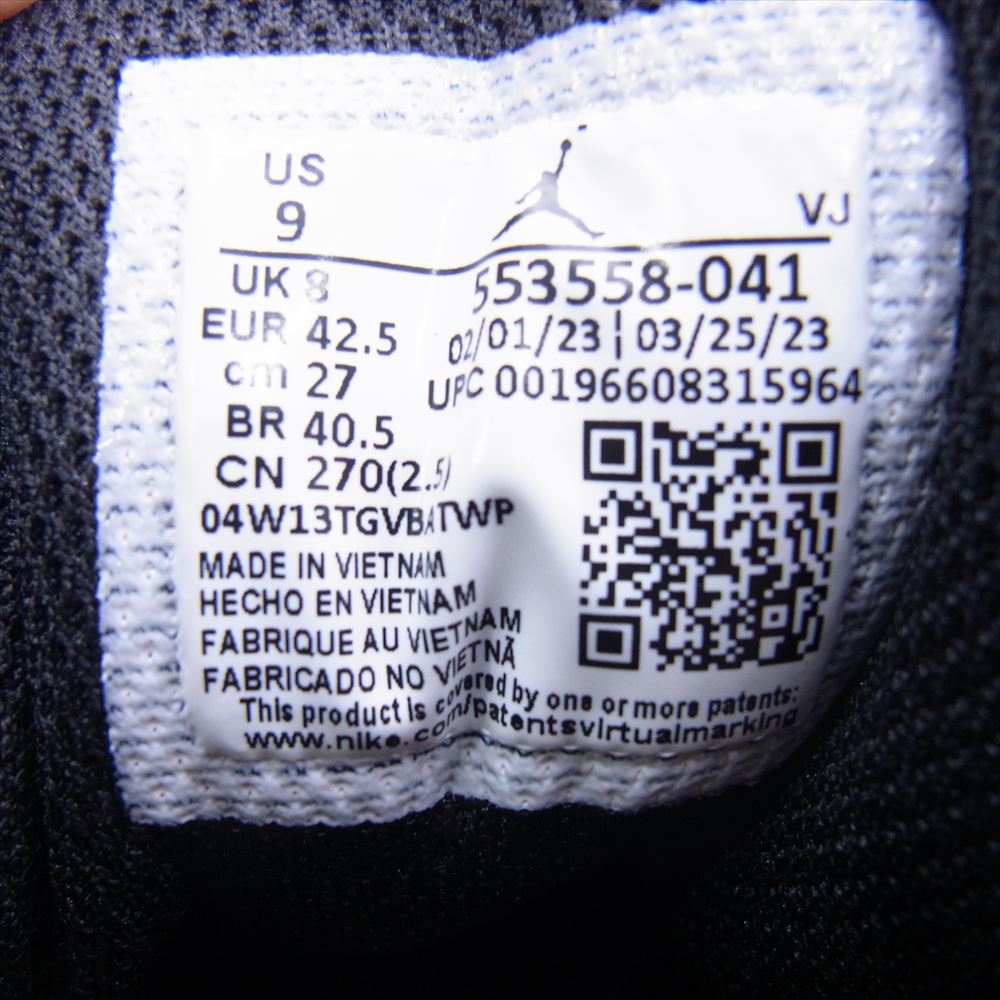 US
9
VJ
UK 8
EUR 42.5
cm 27
BR 40.5
CN 270(2.5)
553558-041
02/01/23 | 03/25/23
UPC 00196608315964
04W13TGVBATWP
MADE IN VIETNAM
HECHO EN VIETNAM
FABRIQUE AU VIETNAM
FABRICADO NO VIETNÃ
This product is covered by one or more patents:
www.nike.com/patentsvirtualmarking